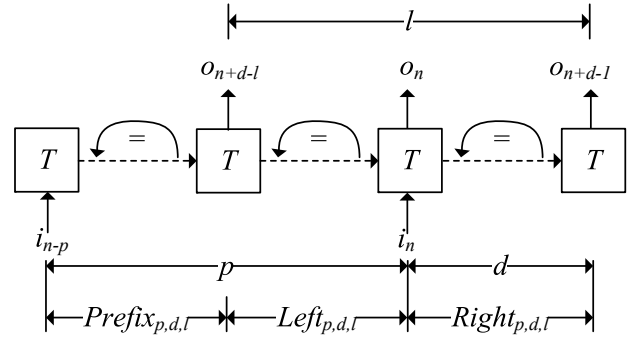 l
o_{n+d-l} o_n o_{n+d-1}
= = =
T T T T
i_{n-p} i_n
p d
Prefix_{p,d,l} Left_{p,d,l} Right_{p,d,l}